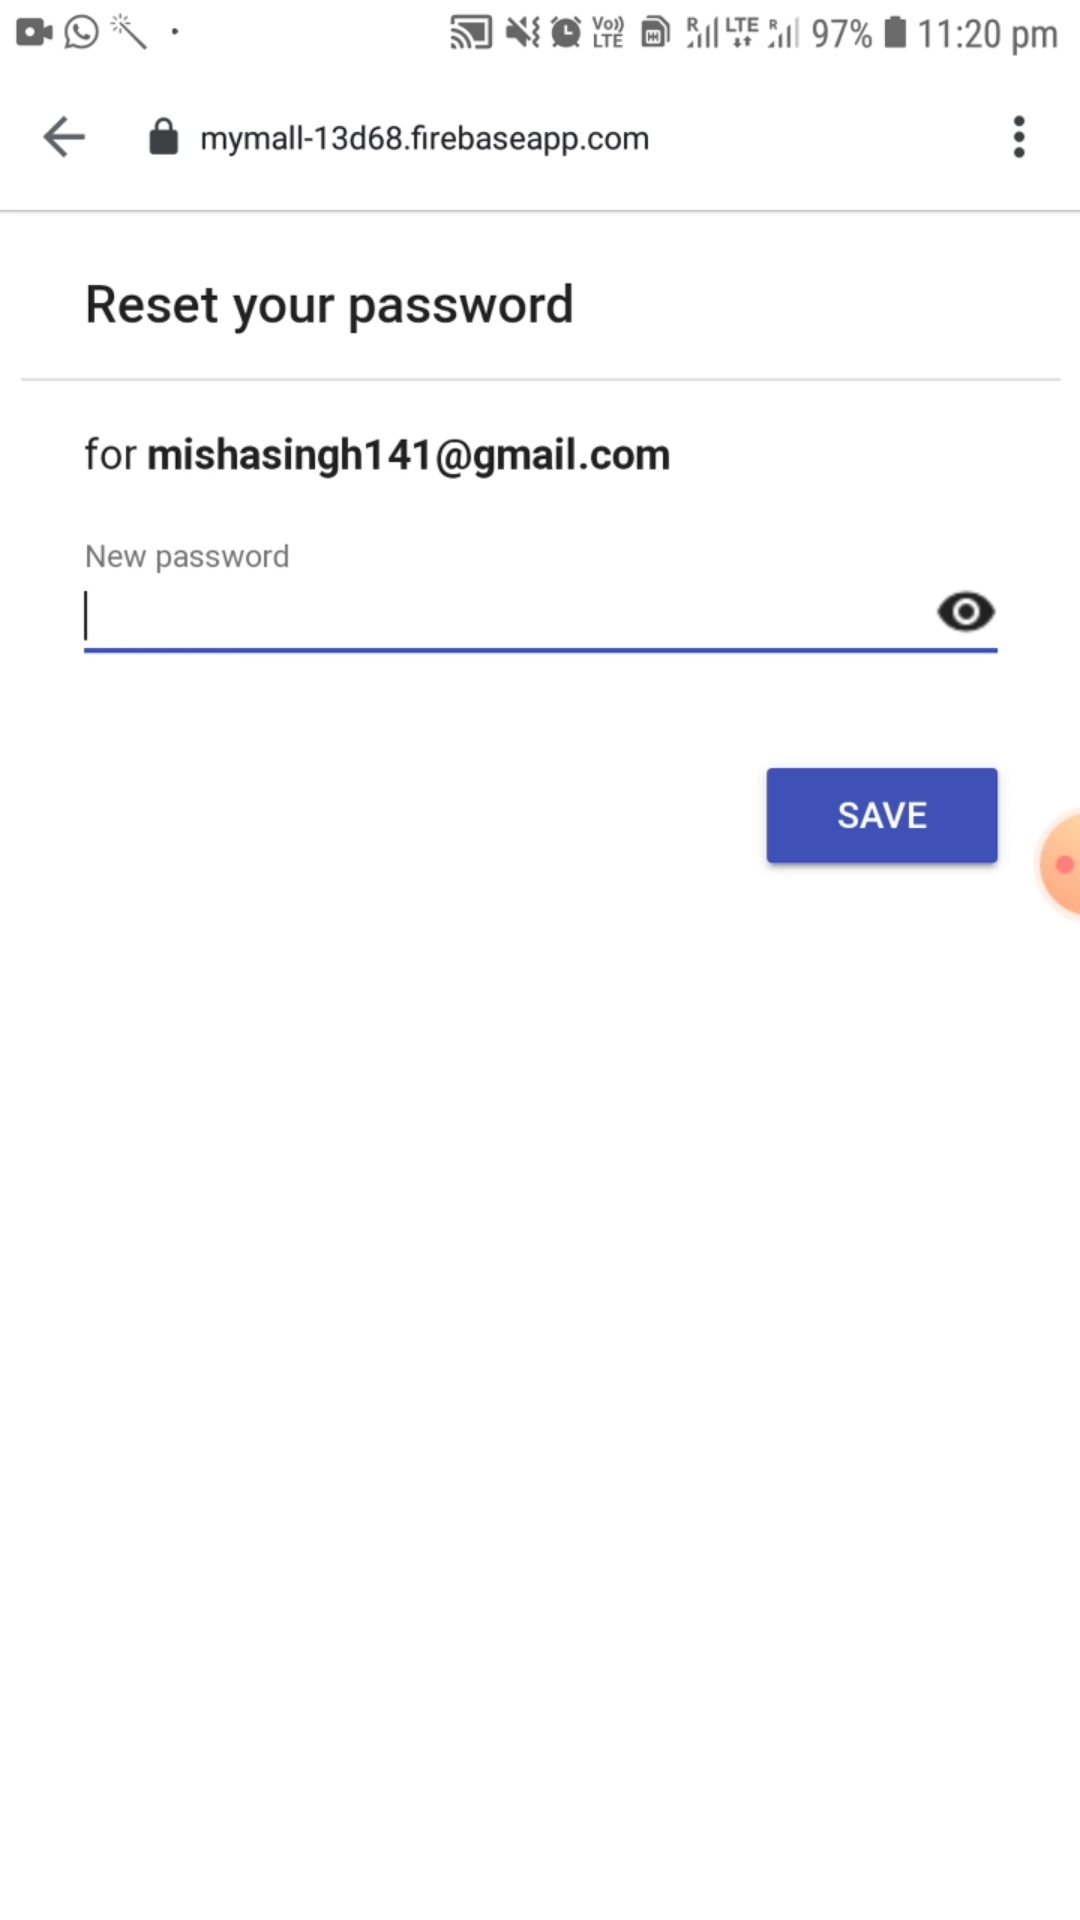 Vo)) LTE R LTE R 97% 11:20 pm
mymall-13d68.firebaseapp.com
Reset your password
for mishasingh141@gmail.com
New password
SAVE